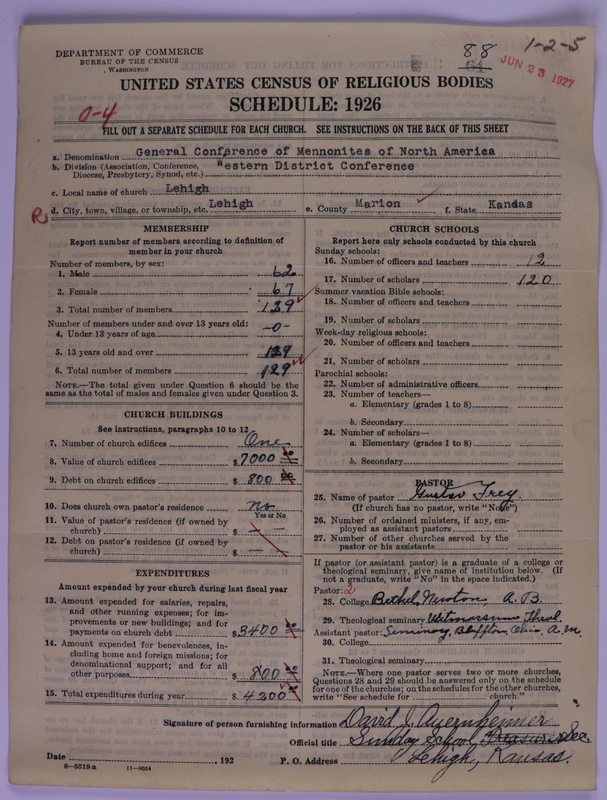 DEPARTMENT OF COMMERCE
BUREAU OF THE CENSUS
WASHINGTON
88
64
1-2-5
JUN 23 1927
UNITED STATES CENSUS OF RELIGIOUS BODIES
SCHEDULE: 1926
0-4
FILL OUT A SEPARATE SCHEDULE FOR EACH CHURCH. SEE INSTRUCTIONS ON THE BACK OF THIS SHEET
a. Denomination General Conference of Mennonites of North America
b. Division (Association, Conference, Diocese, Presbytery, Synod, etc.) Western District Conference
c. Local name of church Lehigh
d. City, town, village, or township, etc. Lehigh e. County Marion f. State Kansas
MEMBERSHIP
Report number of members according to definition of
member in your church
Number of members, by sex:
1. Male 62
2. Female 67
3. Total number of members 129
Number of members under and over 13 years old:
4. Under 13 years of age -0-
5. 13 years old and over 129
6. Total number of members 129
NOTE.—The total given under Question 6 should be
same as the total of males and females given under Question 3.
CHURCH BUILDINGS
See instructions, paragraphs 10 to 12
7. Number of church edifices One
8. Value of church edifices $ 7000 00
9. Debt on church edifices $ 800 00
10. Does church own pastor's residence? no
Yes or No
11. Value of pastor's residence (if owned by
church) $ — —
12. Debt on pastor's residence (if owned by
church) $ — —
EXPENDITURES
Amount expended by your church during last fiscal year
13. Amount expended for salaries, repairs,
and other running expenses; for im-
provements or new buildings; and for
payments on church debt $ 3400 00
14. Amount expended for benevolences, in-
cluding home and foreign missions; for
denominational support; and for all
other purposes $ 800 00
15. Total expenditures during year $ 4200 00
CHURCH SCHOOLS
Report here only schools conducted by this church
Sunday schools:
16. Number of officers and teachers 12
17. Number of scholars 120
Summer vacation Bible schools:
18. Number of officers and teachers
19. Number of scholars
Week-day religious schools:
20. Number of officers and teachers
21. Number of scholars
Parochial schools:
22. Number of administrative officers
23. Number of teachers—
a. Elementary (grades 1 to 8)
b. Secondary
24. Number of scholars—
a. Elementary (grades 1 to 8)
b. Secondary
PASTOR
25. Name of pastor Gustav Frey
(If church has no pastor, write "None")
26. Number of ordained ministers, if any, em-
ployed as assistant pastors
27. Number of other churches served by the
pastor or his assistants
If pastor (or assistant pastor) is a graduate of a college or
theological seminary, give name of institution below. (If
not a graduate, write "No" in the space indicated.)
Pastor: 2
28. College Bethel, Newton, A.B.
29. Theological seminary Witmarsum Theol.
Assistant pastor: Seminary, Bluffton, Ohio, A.M.
30. College
31. Theological seminary
NOTE.—Where one pastor serves two or more churches,
Questions 28 and 29 should be answered only on the schedule
for one of the churches; on the schedules for the other churches,
write "See schedule for church."
Signature of person furnishing information David J. Quernheimer
Official title Sunday School Treasurer Sec.
Date , 192 P. O. Address Lehigh, Kansas.
8-5518a 11-9034